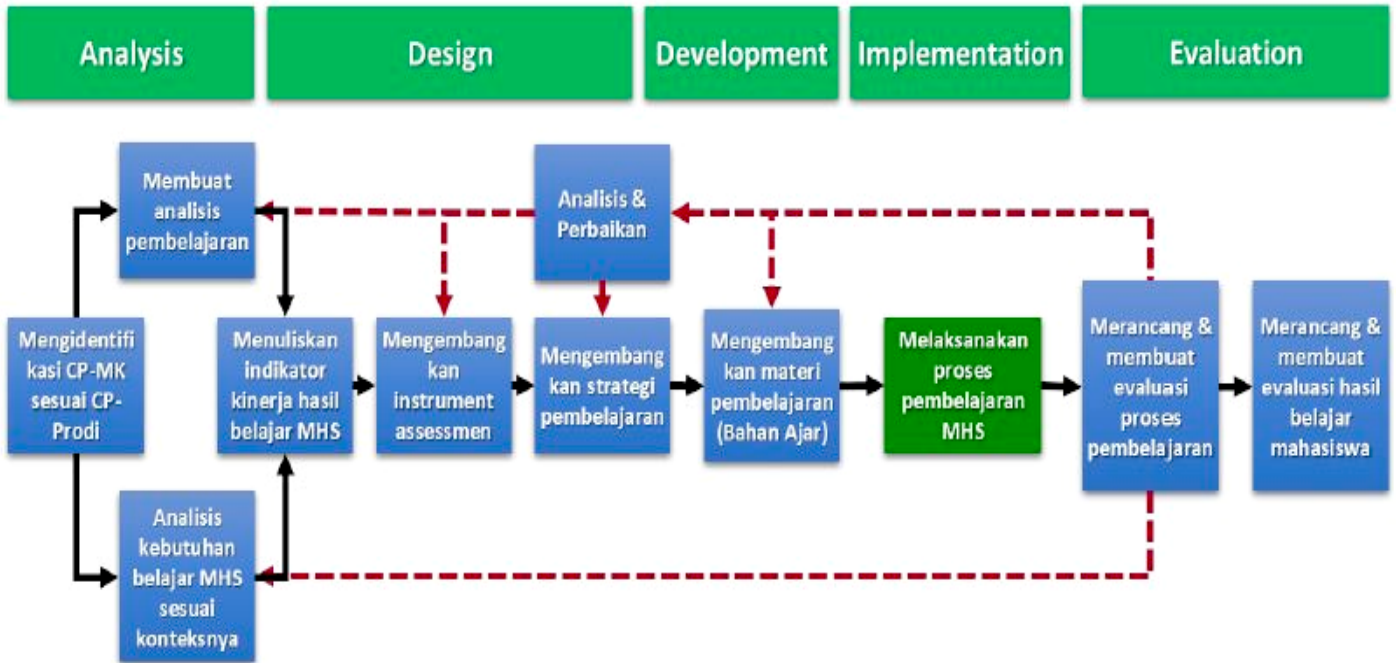 Analysis
Design
Development
Implementation
Evaluation
Membuat
analisis
pembelajaran
Analisis &
Perbaikan
Mengidentifi
kasi CP-MK
sesuai CP-
Prodi
Menuliskan
indikator
kinerja hasil
belajar MHS
Mengembang
kan
instrument
assessmen
Mengembang
kan strategi
pembelajaran
Mengembang
kan materi
pembelajaran
(Bahan Ajar)
Melaksanakan
proses
pembelajaran
MHS
Merancang &
membuat
evaluasi
proses
pembelajaran
Merancang &
membuat
evaluasi hasil
belajar
mahasiswa
Analisis
kebutuhan
belajar MHS
sesuai
konteksnya